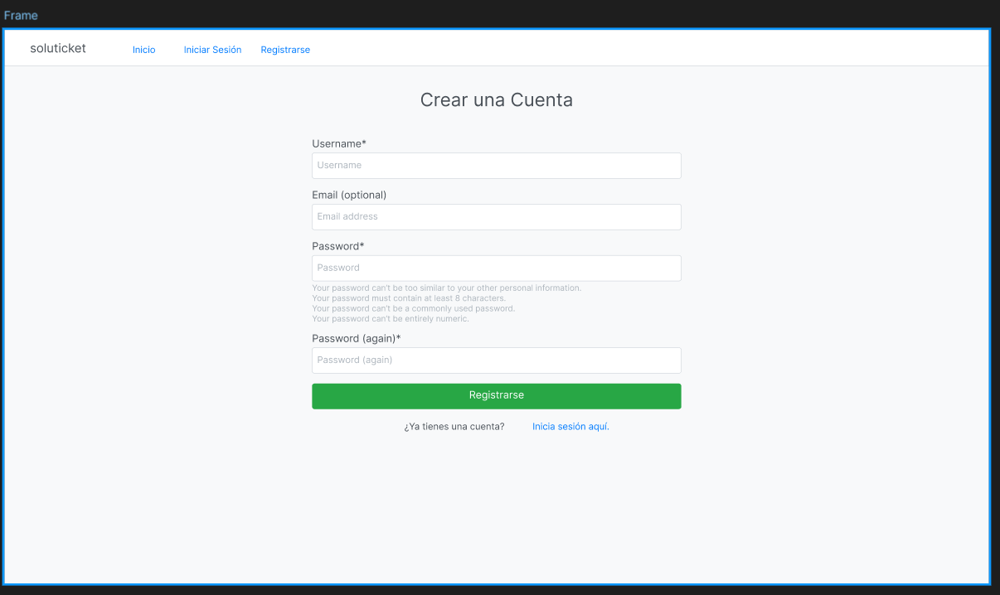 Frame
soluticket Inicio Iniciar Sesión Registrarse
Crear una Cuenta
Username*
Username
Email (optional)
Email address
Password*
Password
Your password can't be too similar to your other personal information.
Your password must contain at least 8 characters.
Your password can't be a commonly used password.
Your password can't be entirely numeric.
Password (again)*
Password (again)
Registrarse
¿Ya tienes una cuenta? Inicia sesión aquí.